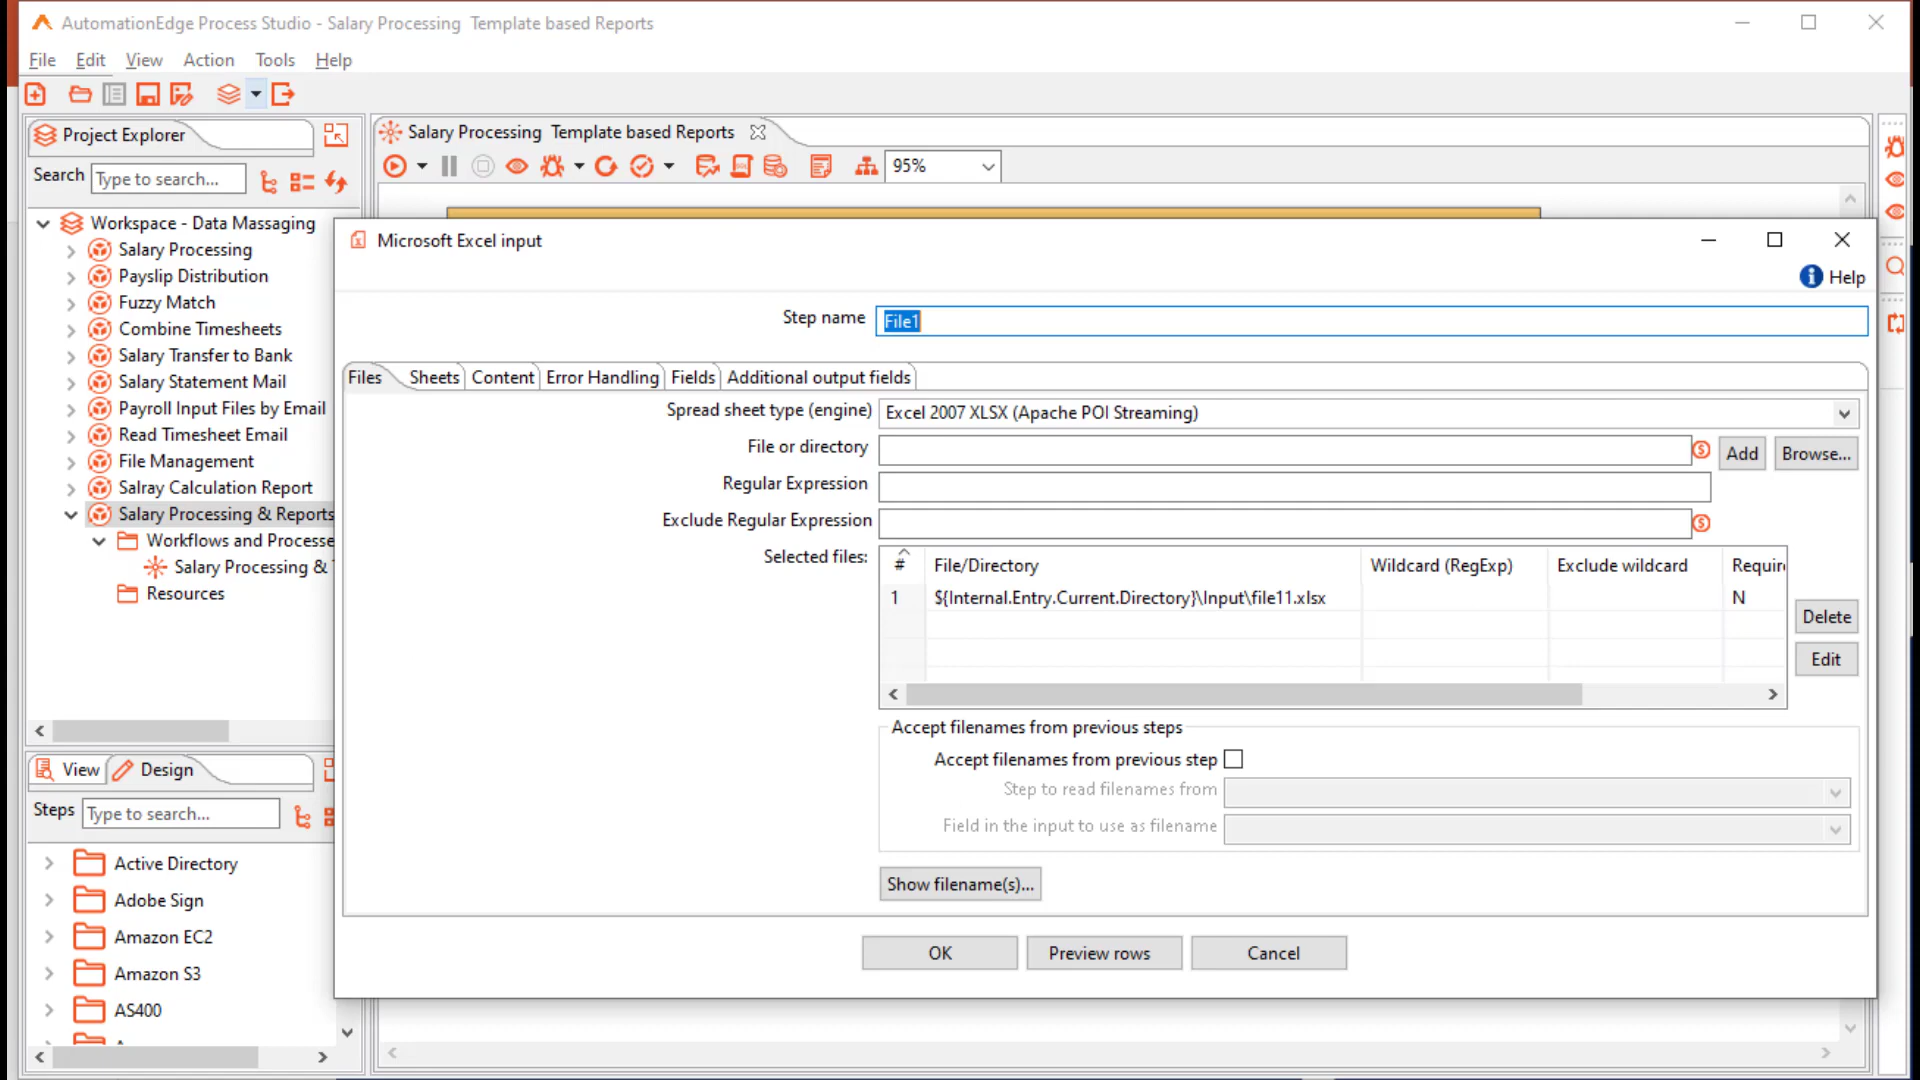 AutomationEdge Process Studio - Salary Processing  Template based Reports
File Edit View Action Tools Help
Project Explorer
Search Type to search...
Workspace - Data Massaging
Salary Processing
Payslip Distribution
Fuzzy Match
Combine Timesheets
Salary Transfer to Bank
Salary Statement Mail
Payroll Input Files by Email
Read Timesheet Email
File Management
Salray Calculation Report
Salary Processing & Reports
Workflows and Processe
Salary Processing &
Resources
View Design
Steps Type to search...
Active Directory
Adobe Sign
Amazon EC2
Amazon S3
AS400
Salary Processing  Template based Reports
95%
Microsoft Excel input
Help
Step name File1
Files Sheets Content Error Handling Fields Additional output fields
Spread sheet type (engine) Excel 2007 XLSX (Apache POI Streaming)
File or directory Add Browse...
Regular Expression
Exclude Regular Expression
Selected files: # File/Directory Wildcard (RegExp) Exclude wildcard Requir
1 ${Internal.Entry.Current.Directory}\Input\file11.xlsx N
Delete
Edit
Accept filenames from previous steps
Accept filenames from previous step
Step to read filenames from
Field in the input to use as filename
Show filename(s)...
OK Preview rows Cancel